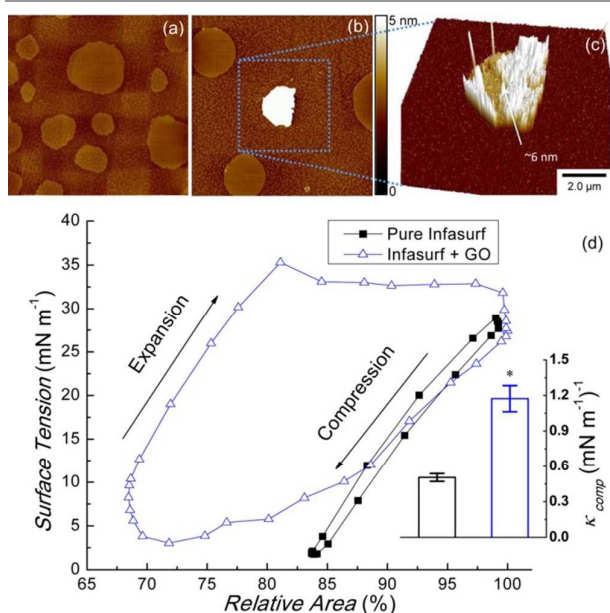 (a)
(b)
5 nm
0
(c)
~6 nm
2.0 μm
(d)
Pure Infasurf
Infasurf + GO
Expansion
Compression
Surface Tension (mN m⁻¹)
40
35
30
25
20
15
10
5
0
65 70 75 80 85 90 95 100
Relative Area (%)
*
1.5
1.2
0.9
0.6
0.3
0.0
κ comp (mN m⁻¹)⁻¹